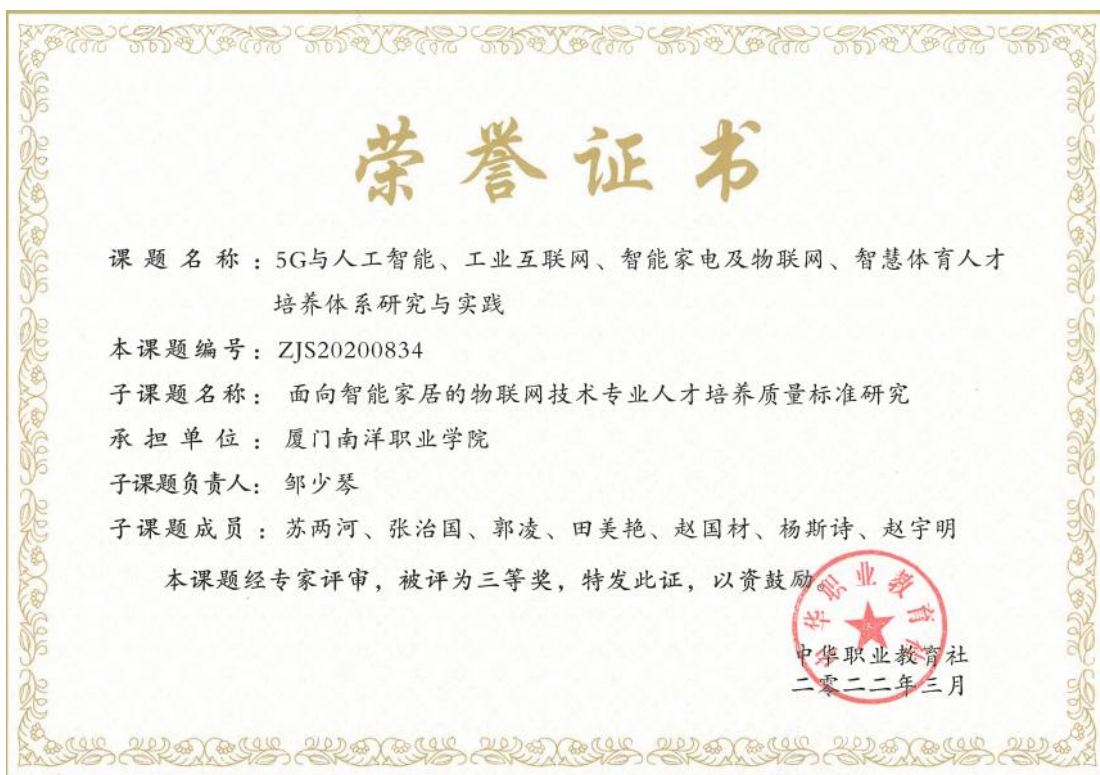 荣誉证书
课题名称：5G与人工智能、工业互联网、智能家电及物联网、智慧体育人才
培养体系研究与实践
本课题编号：ZJS20200834
子课题名称：面向智能家居的物联网技术专业人才培养质量标准研究
承担单位：厦门南洋职业学院
子课题负责人：邹少琴
子课题成员：苏两河、张治国、郭凌、田美艳、赵国材、杨斯诗、赵宇明
本课题经专家评审，被评为三等奖，特发此证，以资鼓励。
中华职业教育社
中华职业教育社
二零二二年三月